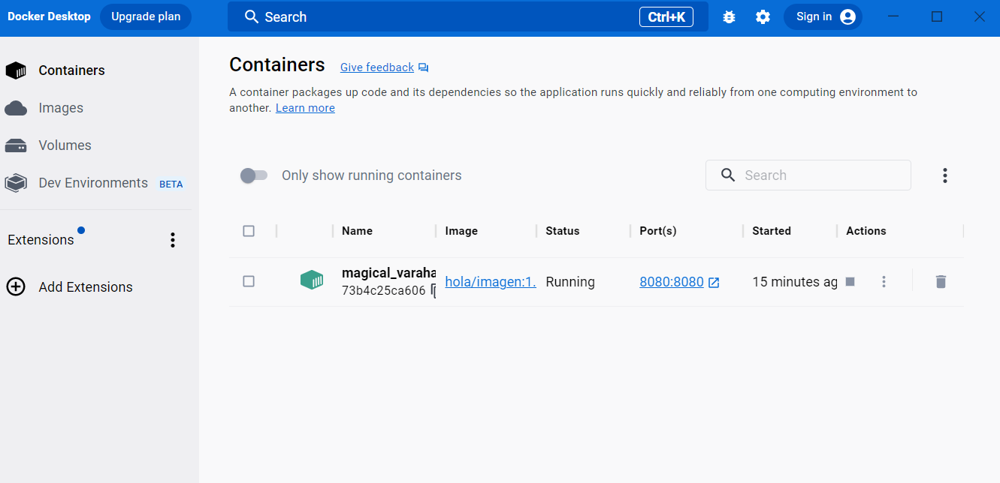 Docker Desktop Upgrade plan Search Ctrl+K Sign in
Containers
Images
Volumes
Dev Environments BETA
Extensions
Add Extensions
Containers Give feedback
A container packages up code and its dependencies so the application runs quickly and reliably from one computing environment to
another. Learn more
Only show running containers Search
Name Image Status Port(s) Started Actions
magical_varaha
73b4c25ca606
hola/imagen:1. Running 8080:8080 15 minutes ag